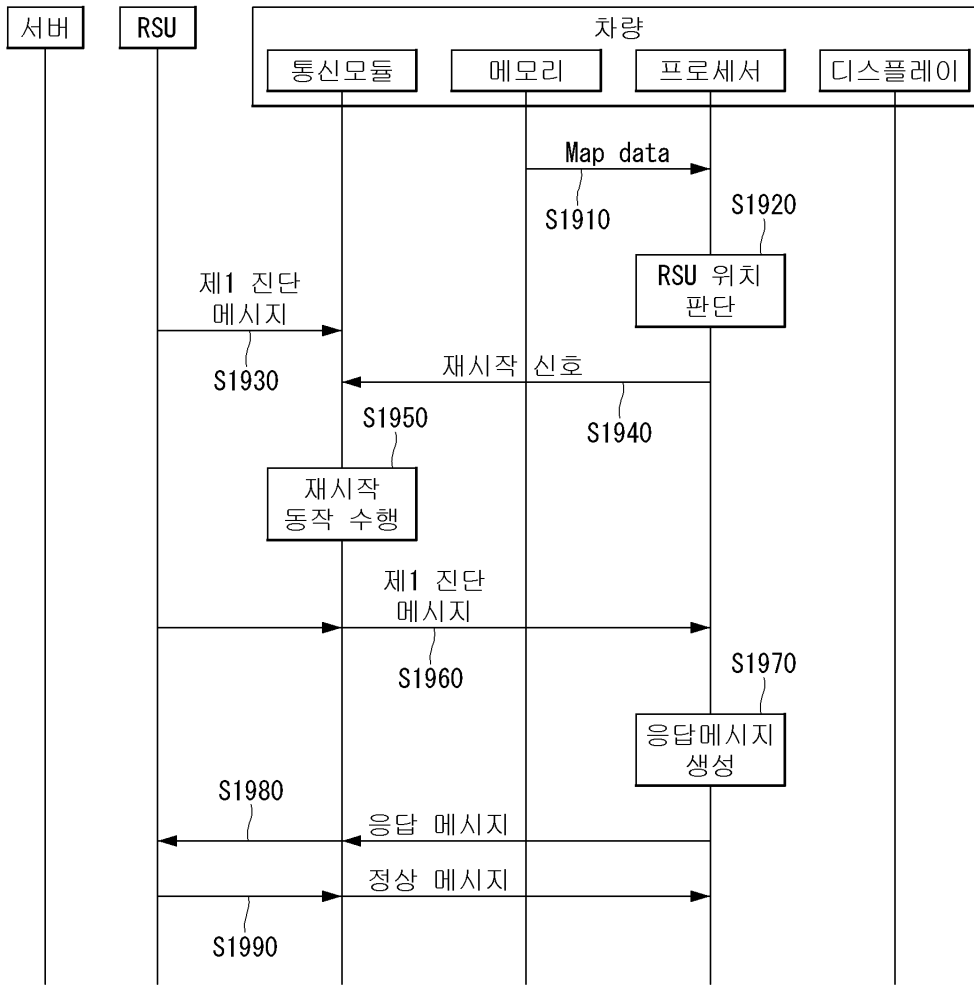 서버
RSU
차량
통신모듈
메모리
프로세서
디스플레이
Map data
S1910
S1920
RSU 위치
판단
제1 진단
메시지
S1930
재시작 신호
S1940
S1950
재시작
동작 수행
제1 진단
메시지
S1960
S1970
응답메시지
생성
S1980
응답 메시지
정상 메시지
S1990